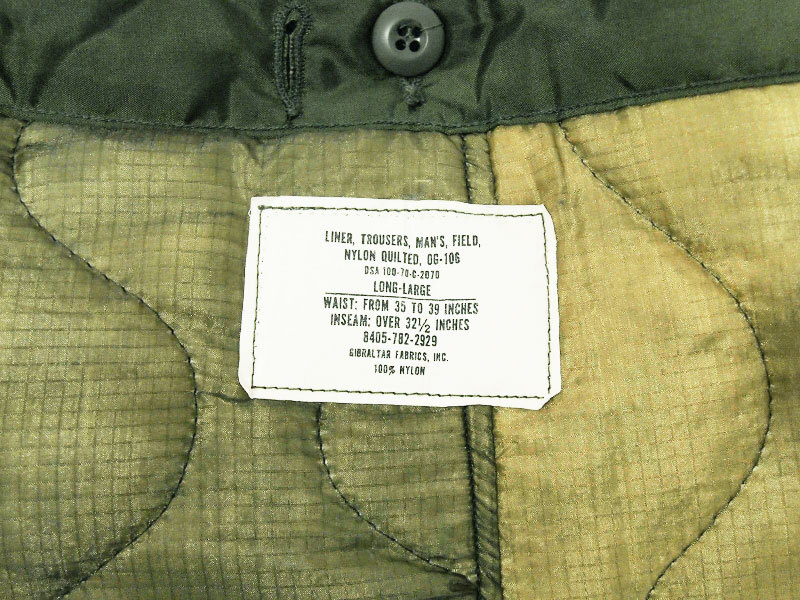 LINER, TROUSERS, MAN'S, FIELD,
NYLON QUILTED, OG-106
DSA 100-70-C-2070
LONG-LARGE
WAIST: FROM 35 TO 39 INCHES
INSEAM: OVER 32½ INCHES
8405-782-2929
GIBRALTAR FABRICS, INC.
100% NYLON